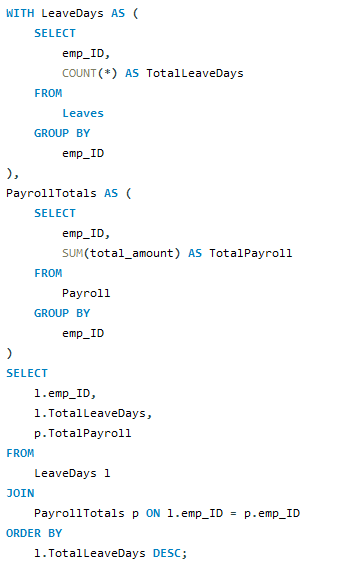 WITH LeaveDays AS (
    SELECT
        emp_ID,
        COUNT(*) AS TotalLeaveDays
    FROM
        Leaves
    GROUP BY
        emp_ID
),
PayrollTotals AS (
    SELECT
        emp_ID,
        SUM(total_amount) AS TotalPayroll
    FROM
        Payroll
    GROUP BY
        emp_ID
)
SELECT
    l.emp_ID,
    l.TotalLeaveDays,
    p.TotalPayroll
FROM
    LeaveDays l
JOIN
    PayrollTotals p ON l.emp_ID = p.emp_ID
ORDER BY
    l.TotalLeaveDays DESC;